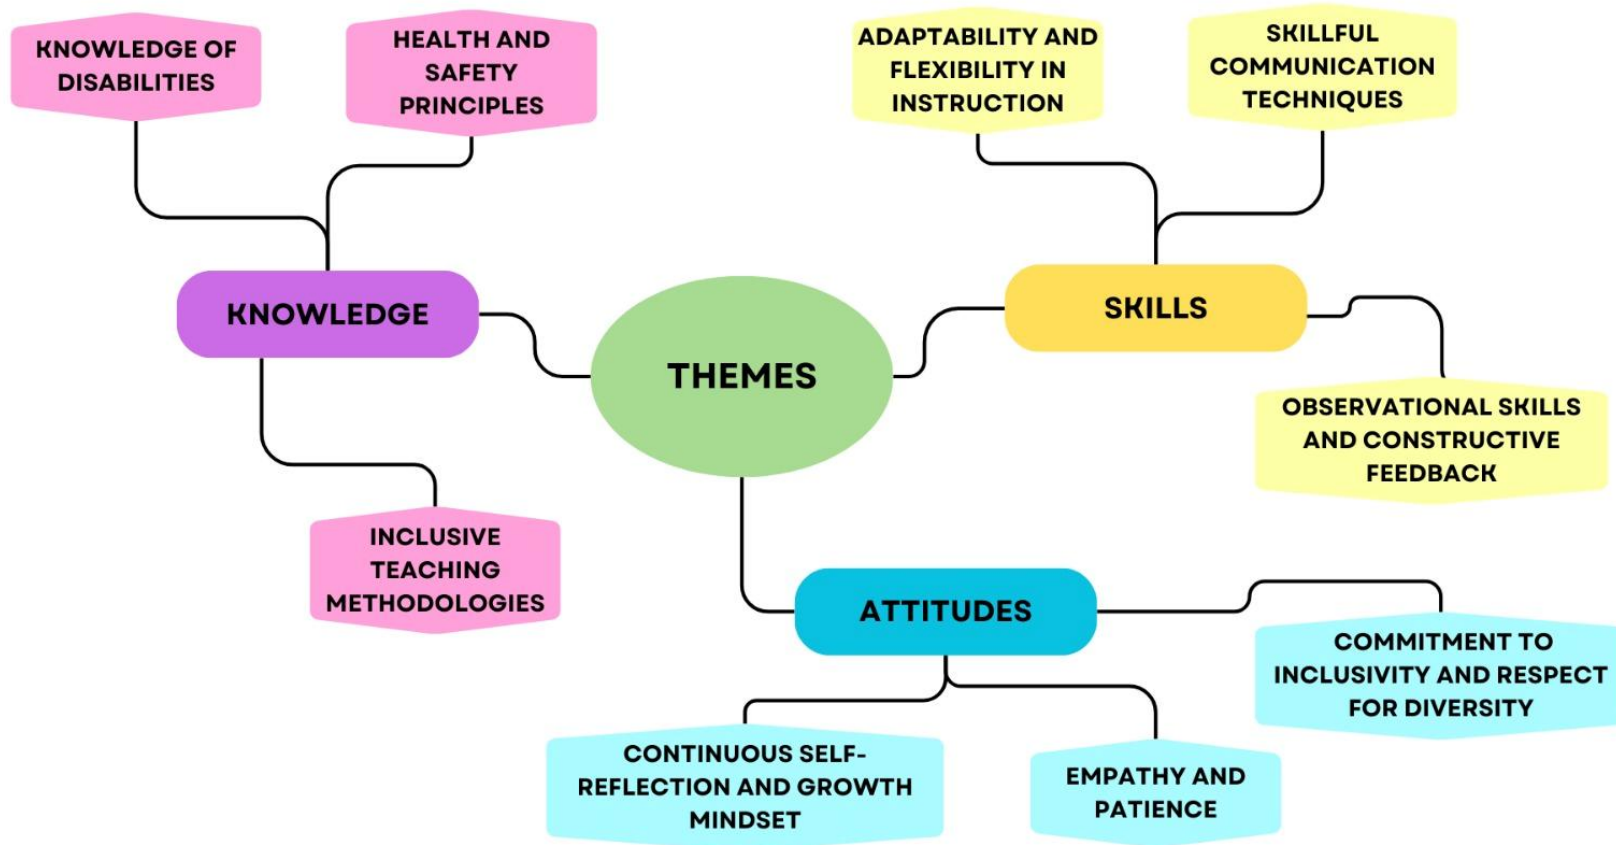 KNOWLEDGE OF
DISABILITIES
HEALTH AND
SAFETY
PRINCIPLES
ADAPTABILITY AND
FLEXIBILITY IN
INSTRUCTION
SKILLFUL
COMMUNICATION
TECHNIQUES
KNOWLEDGE
THEMES
SKILLS
OBSERVATIONAL SKILLS
AND CONSTRUCTIVE
FEEDBACK
INCLUSIVE
TEACHING
METHODOLOGIES
ATTITUDES
COMMITMENT TO
INCLUSIVITY AND RESPECT
FOR DIVERSITY
CONTINUOUS SELF-
REFLECTION AND GROWTH
MINDSET
EMPATHY AND
PATIENCE